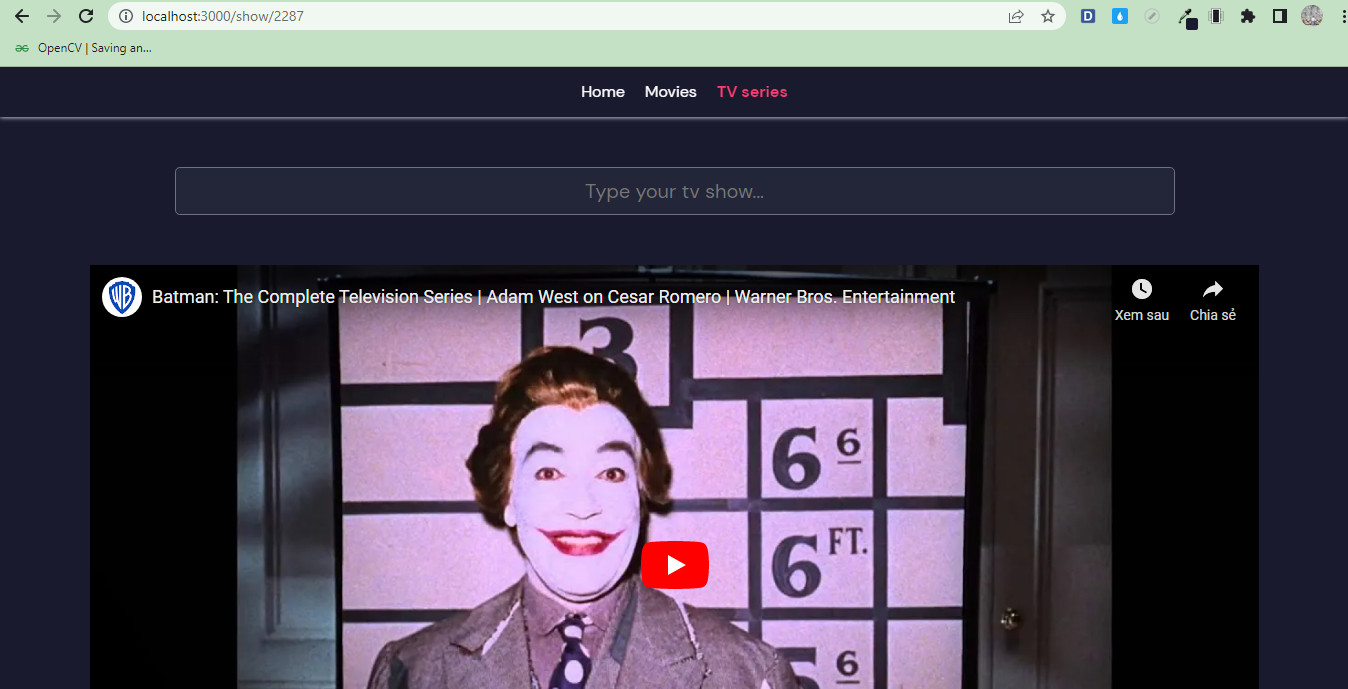 localhost:3000/show/2287
OpenCV | Saving an...
Home Movies TV series
Type your tv show...
Batman: The Complete Television Series | Adam West on Cesar Romero | Warner Bros. Entertainment
Xem sau Chia sẻ
3
6 6
6 FT.
6